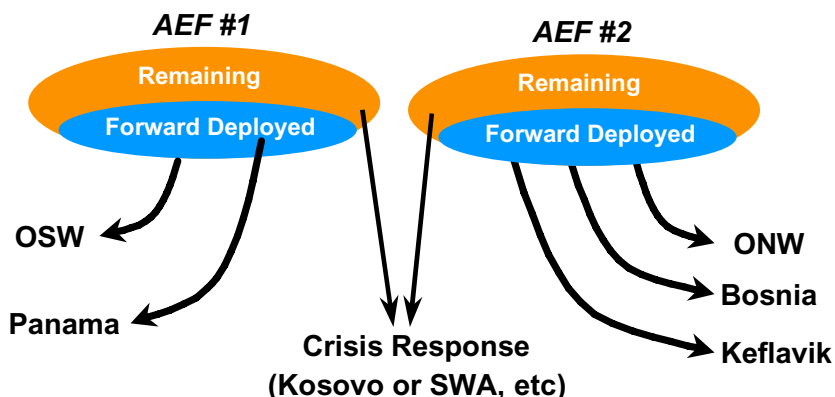 AEF #1
AEF #2
Remaining
Remaining
Forward Deployed
Forward Deployed
OSW
ONW
Bosnia
Panama
Keflavik
Crisis Response
(Kosovo or SWA, etc)